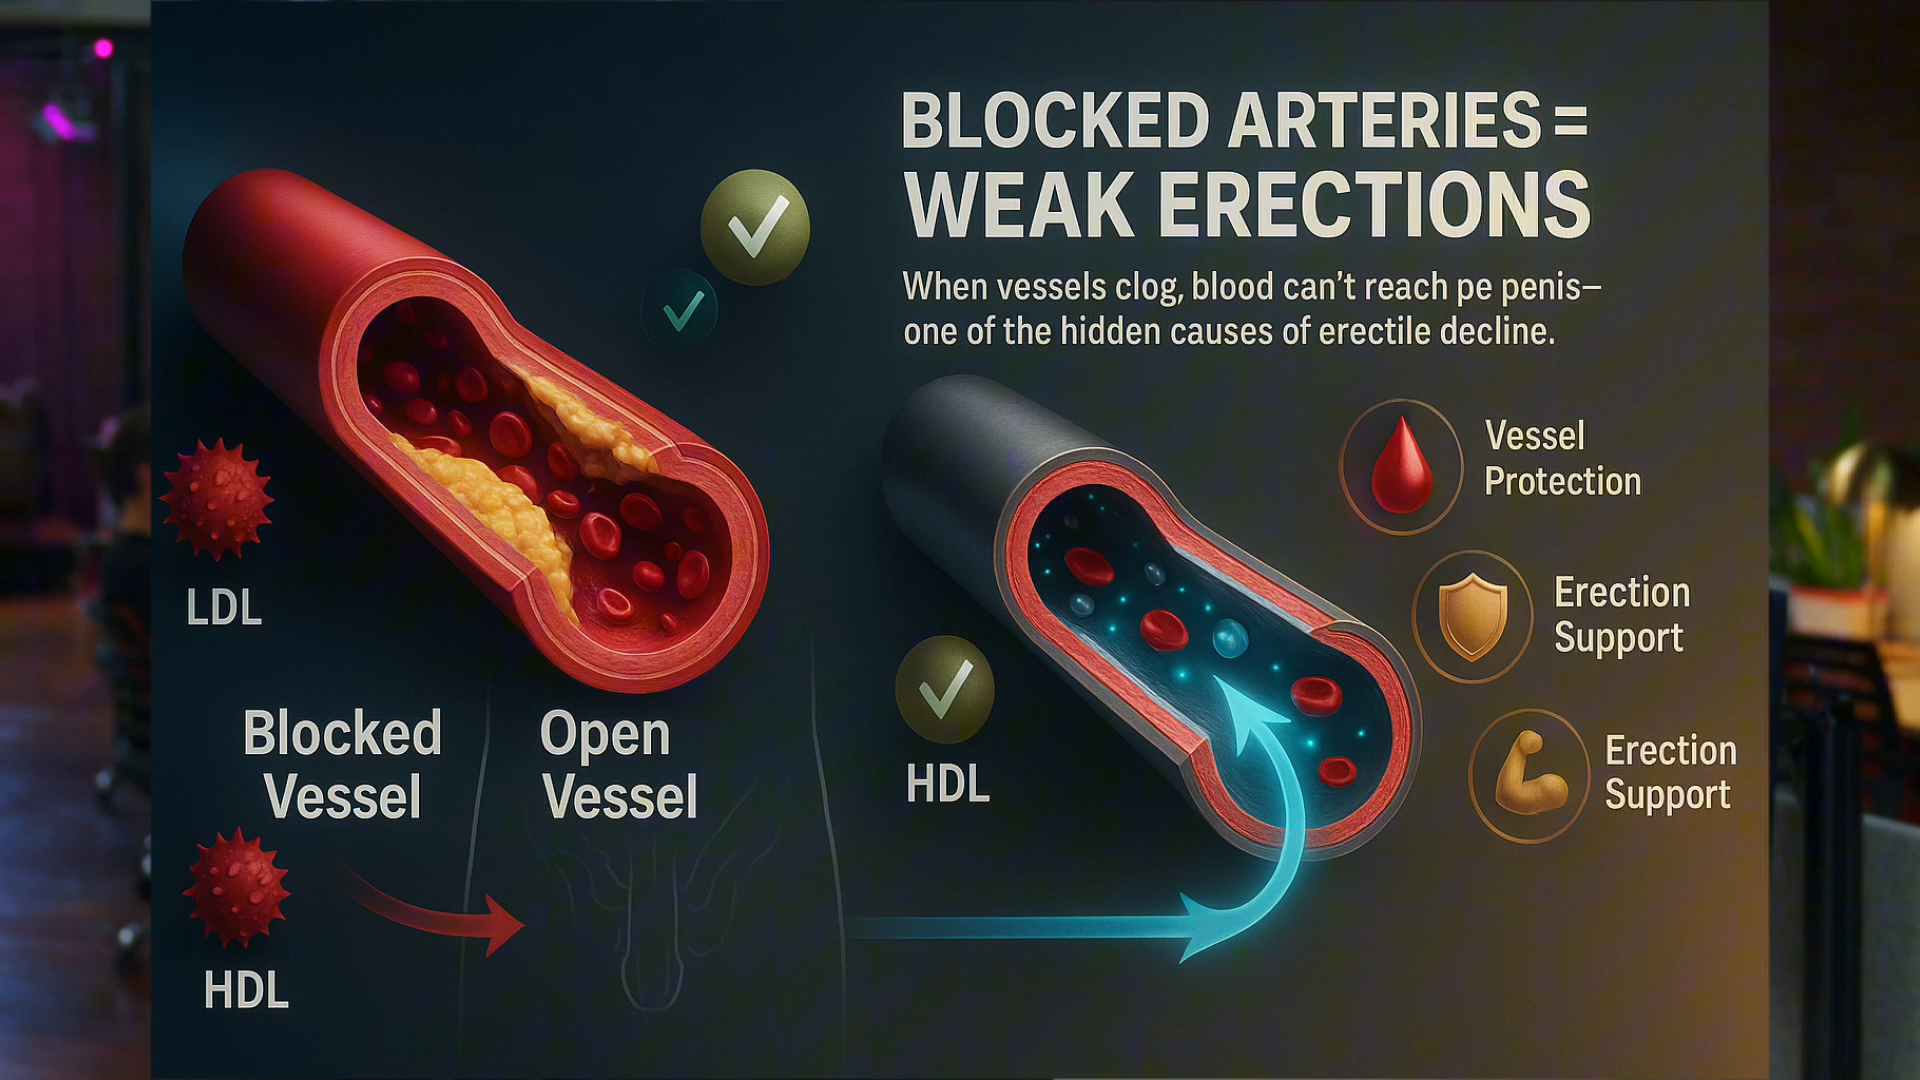 BLOCKED ARTERIES =
WEAK ERECTIONS
When vessels clog, blood can't reach pe penis–
one of the hidden causes of erectile decline.
LDL
Blocked
Vessel
Open
Vessel
HDL
HDL
Vessel
Protection
Erection
Support
Erection
Support